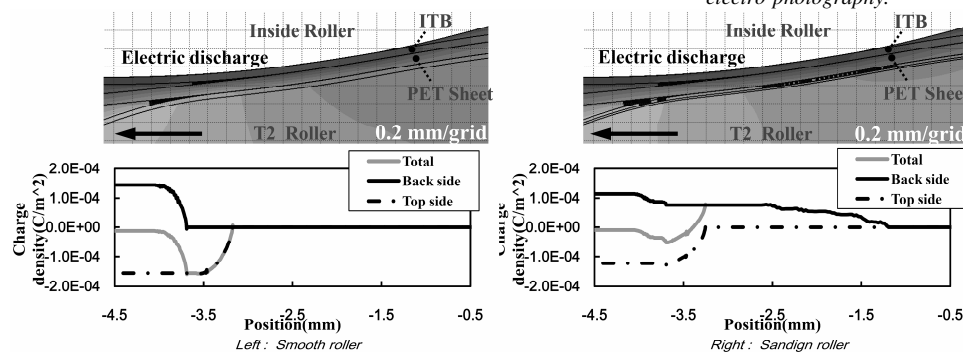 electro-photography.
Inside Roller
ITB
Electric discharge
PET Sheet
T2 Roller
0.2 mm/grid
Total
Back side
Top side
Charge density(C/m^2)
2.0E-04
1.0E-04
0.0E+00
-1.0E-04
-2.0E-04
-4.5
-3.5
-2.5
-1.5
-0.5
Position(mm)
Left : Smooth roller
Inside Roller
ITB
Electric discharge
PET Sheet
T2 Roller
0.2 mm/grid
Total
Back side
Top side
Charge density(C/m^2)
2.0E-04
1.0E-04
0.0E+00
-1.0E-04
-2.0E-04
-4.5
-3.5
-2.5
-1.5
-0.5
Position(mm)
Right : Sandign roller